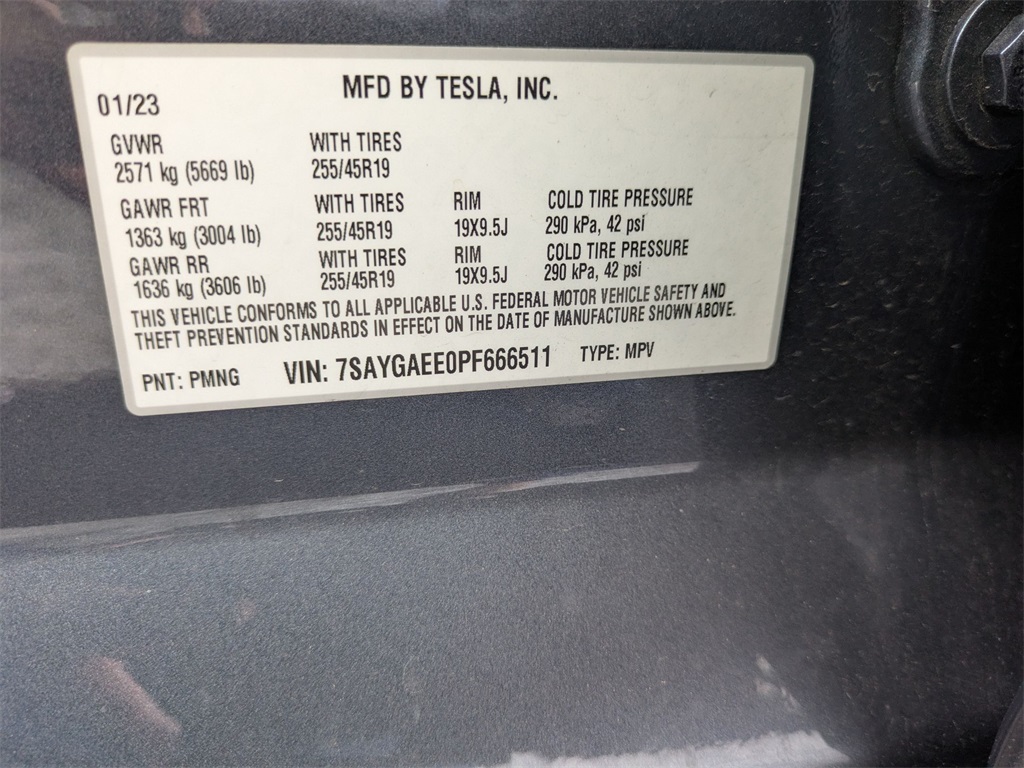 MFD BY TESLA, INC.
01/23
GVWR WITH TIRES
2571 kg (5669 lb) 255/45R19
GAWR FRT WITH TIRES RIM COLD TIRE PRESSURE
1363 kg (3004 lb) 255/45R19 19X9.5J 290 kPa, 42 psi
GAWR RR WITH TIRES RIM COLD TIRE PRESSURE
1636 kg (3606 lb) 255/45R19 19X9.5J 290 kPa, 42 psi
THIS VEHICLE CONFORMS TO ALL APPLICABLE U.S. FEDERAL MOTOR VEHICLE SAFETY AND
THEFT PREVENTION STANDARDS IN EFFECT ON THE DATE OF MANUFACTURE SHOWN ABOVE.
PNT: PMNG VIN: 7SAYGAEE0PF666511 TYPE: MPV